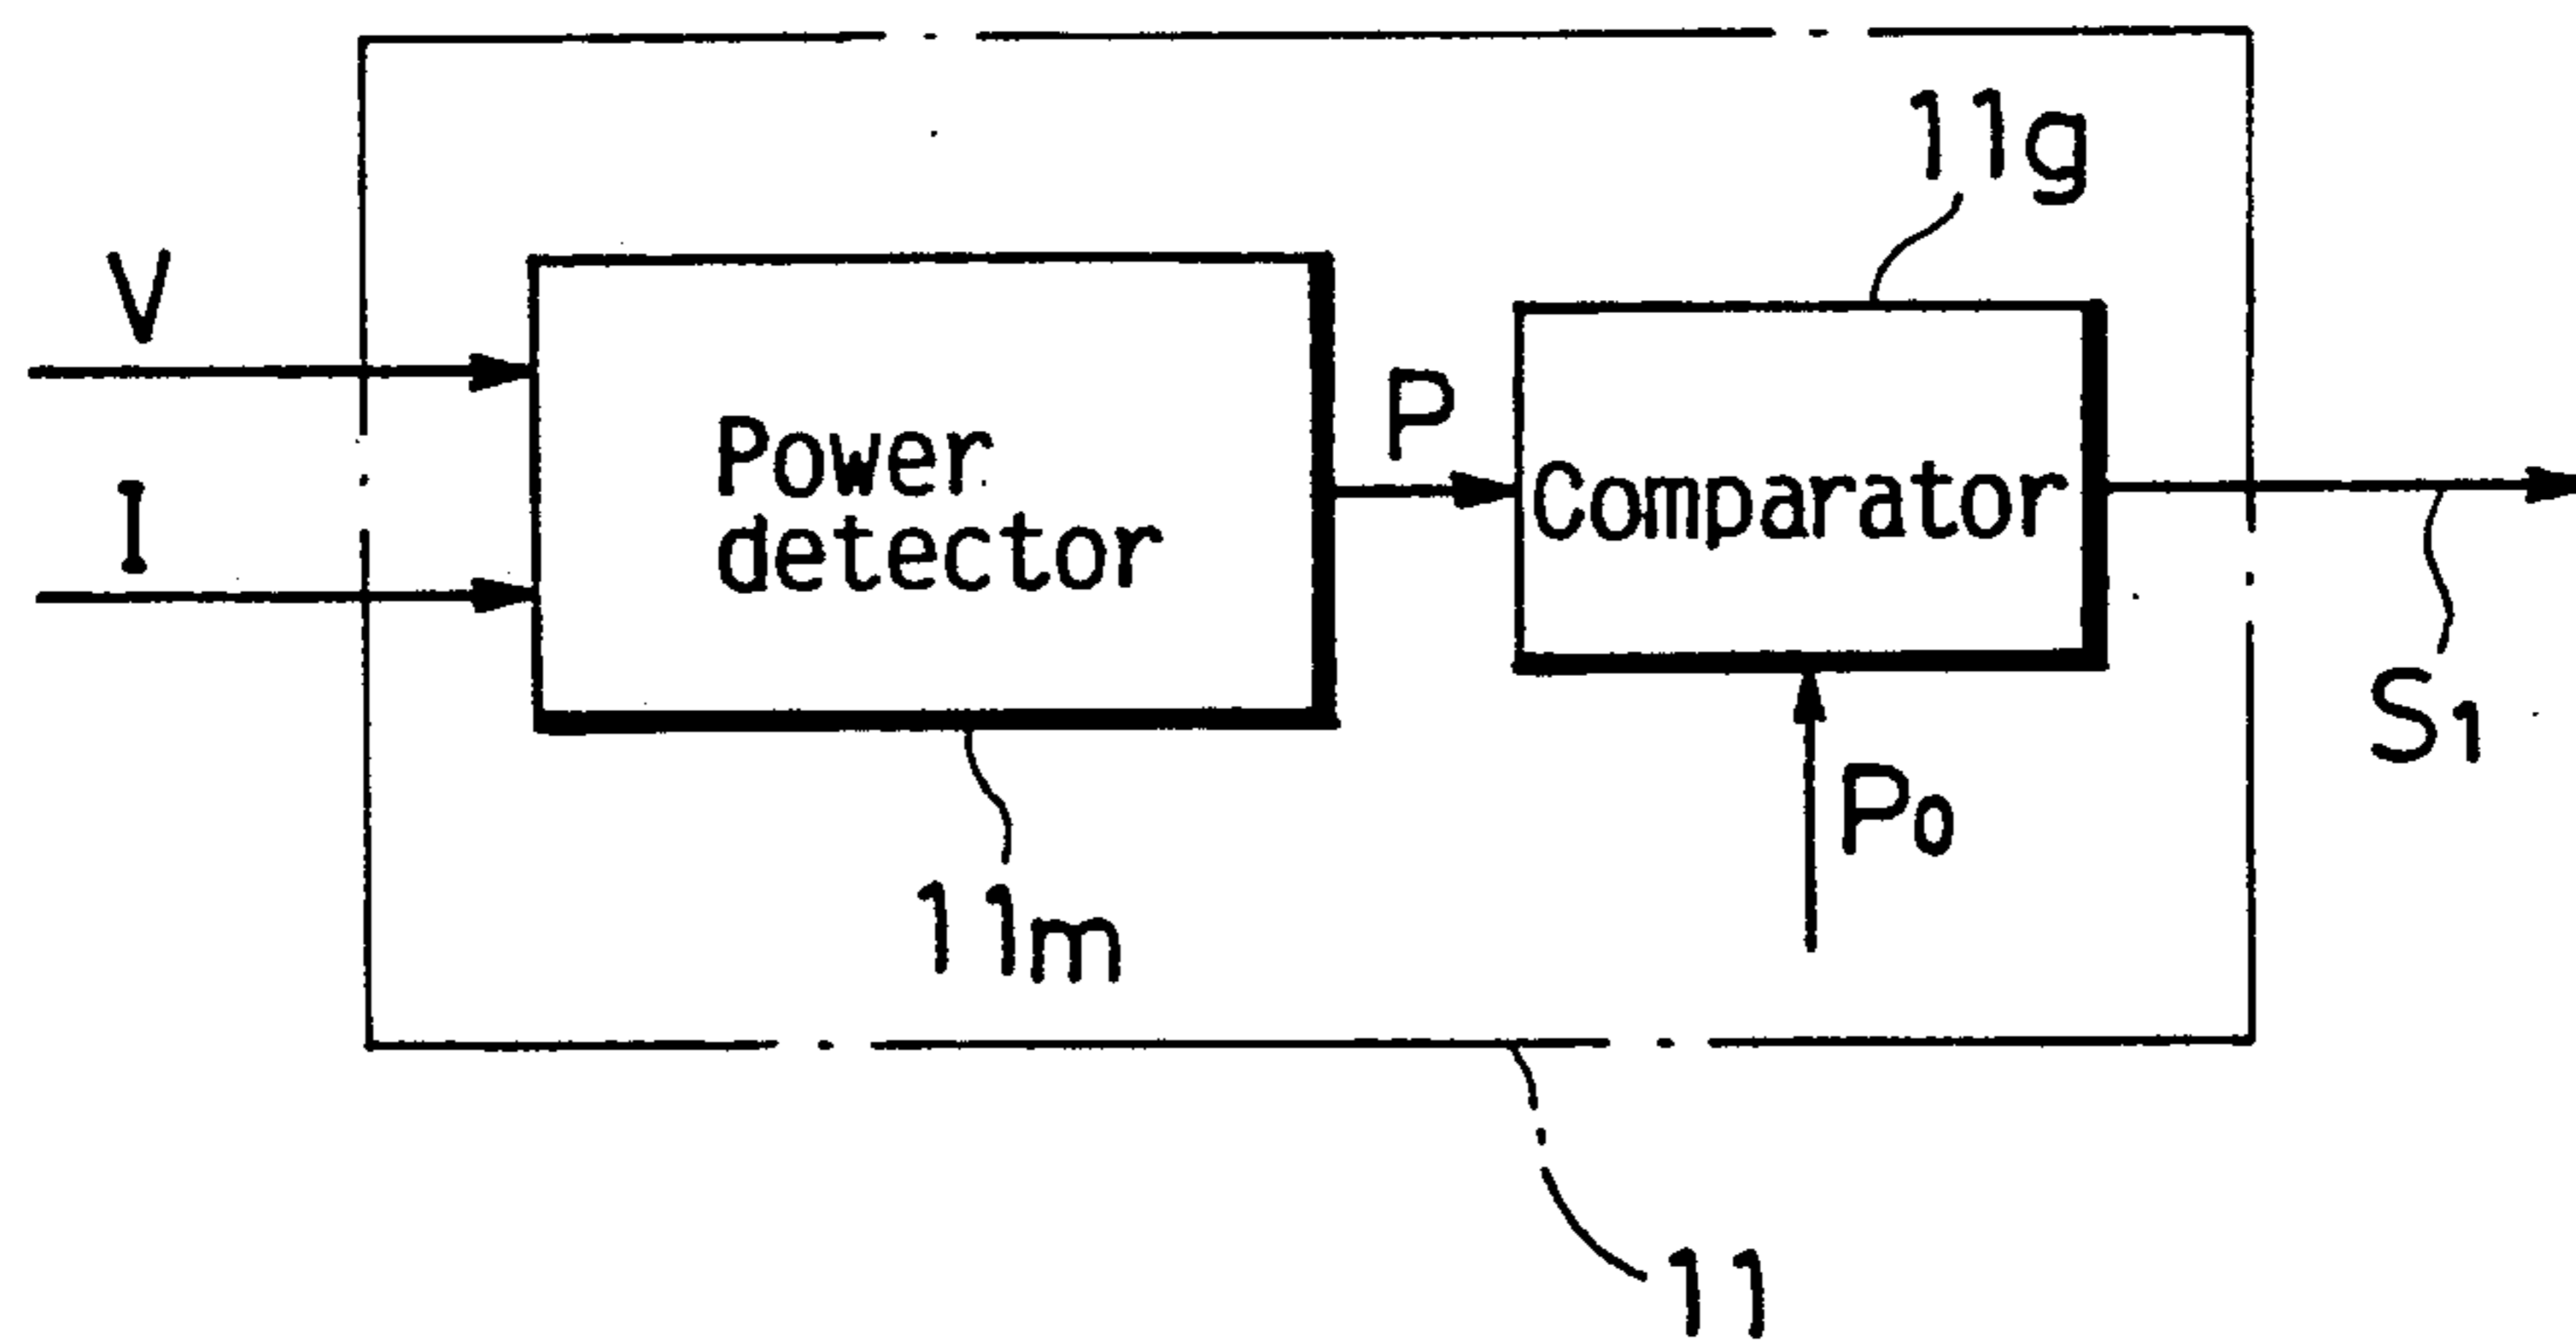 11g
V
I
P
Power
detector
Comparator
S1
P0
11m
11